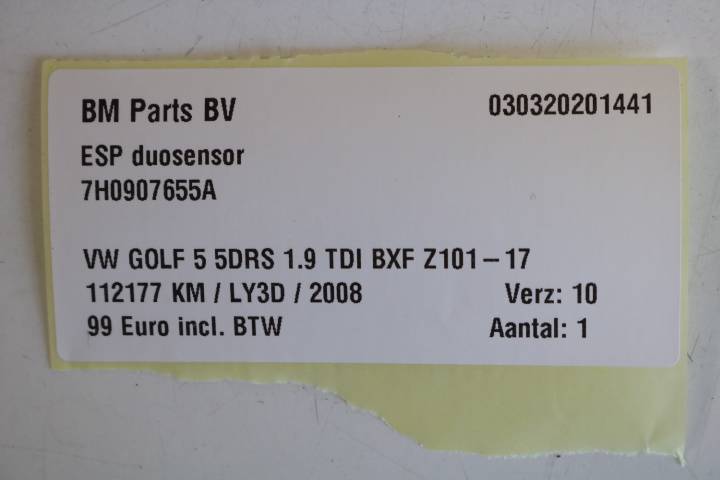 BM Parts BV 030320201441
ESP duosensor
7H0907655A
VW GOLF 5 5DRS 1.9 TDI BXF Z101-17
112177 KM / LY3D / 2008 Verz: 10
99 Euro incl. BTW Aantal: 1